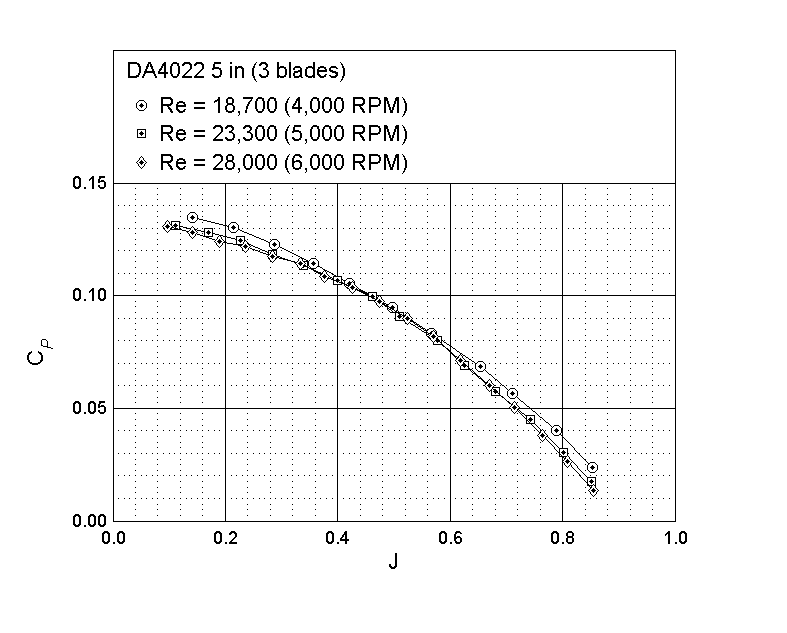 DA4022 5 in (3 blades)
Re = 18,700 (4,000 RPM)
Re = 23,300 (5,000 RPM)
Re = 28,000 (6,000 RPM)
0.15
0.10
C_P
0.05
0.00
0.0 0.2 0.4 0.6 0.8 1.0
J